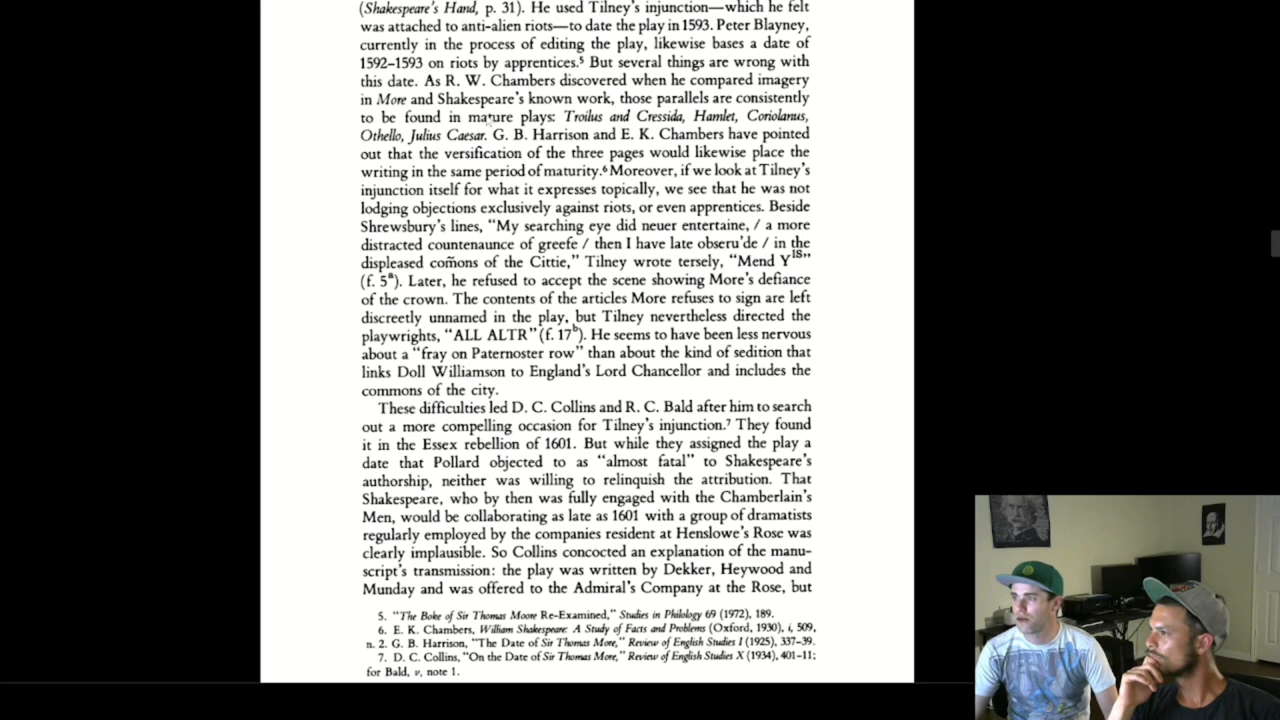 (Shakespeare's Hand, p. 31). He used Tilney's injunction—which he felt
was attached to anti-alien riots—to date the play in 1593. Peter Blayney,
currently in the process of editing the play, likewise bases a date of
1592–1593 on riots by apprentices.⁵ But several things are wrong with
this date. As R. W. Chambers discovered when he compared imagery
in More and Shakespeare's known work, those parallels are consistently
to be found in mature plays: Troilus and Cressida, Hamlet, Coriolanus,
Othello, Julius Caesar. G. B. Harrison and E. K. Chambers have pointed
out that the versification of the three pages would likewise place the
writing in the same period of maturity.⁶ Moreover, if we look at Tilney's
injunction itself for what it expresses topically, we see that he was not
lodging objections exclusively against riots, or even apprentices. Beside
Shrewsbury's lines, "My searching eye did neuer entertaine, / a more
distracted countenaunce of greefe / then I have late obseru'de / in the
displeased com̃ons of the Cittie," Tilney wrote tersely, "Mend Yᴵˢ"
(f. 5ᵃ). Later, he refused to accept the scene showing More's defiance
of the crown. The contents of the articles More refuses to sign are left
discreetly unnamed in the play, but Tilney nevertheless directed the
playwrights, "ALL ALTR" (f. 17ᵇ). He seems to have been less nervous
about a "fray on Paternoster row" than about the kind of sedition that
links Doll Williamson to England's Lord Chancellor and includes the
commons of the city.
These difficulties led D. C. Collins and R. C. Bald after him to search
out a more compelling occasion for Tilney's injunction.⁷ They found
it in the Essex rebellion of 1601. But while they assigned the play a
date that Pollard objected to as "almost fatal" to Shakespeare's
authorship, neither was willing to relinquish the attribution. That
Shakespeare, who by then was fully engaged with the Chamberlain's
Men, would be collaborating as late as 1601 with a group of dramatists
regularly employed by the companies resident at Henslowe's Rose was
clearly implausible. So Collins concocted an explanation of the manu-
script's transmission: the play was written by Dekker, Heywood and
Munday and was offered to the Admiral's Company at the Rose, but
5. "The Boke of Sir Thomas Moore Re-Examined," Studies in Philology 69 (1972), 189.
6. E. K. Chambers, William Shakespeare: A Study of Facts and Problems (Oxford, 1930), i, 509,
n. 2. G. B. Harrison, "The Date of Sir Thomas More," Review of English Studies I (1925), 337–39.
7. D. C. Collins, "On the Date of Sir Thomas More," Review of English Studies X (1934), 401–11;
for Bald, v, note 1.